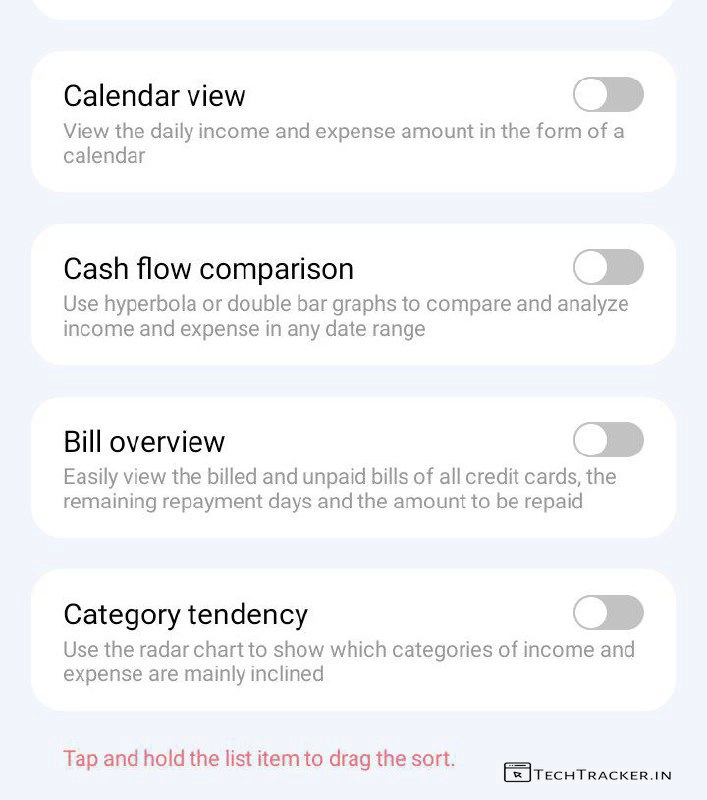 Calendar view
View the daily income and expense amount in the form of a
calendar
Cash flow comparison
Use hyperbola or double bar graphs to compare and analyze
income and expense in any date range
Bill overview
Easily view the billed and unpaid bills of all credit cards, the
remaining repayment days and the amount to be repaid
Category tendency
Use the radar chart to show which categories of income and
expense are mainly inclined
Tap and hold the list item to drag the sort.
TECHTRACKER.IN